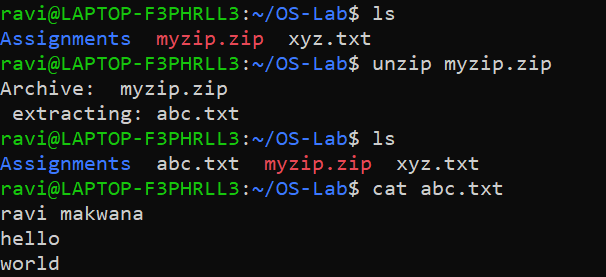 ravi@LAPTOP-F3PHRLL3:~/OS-Lab$ ls
Assignments  myzip.zip  xyz.txt
ravi@LAPTOP-F3PHRLL3:~/OS-Lab$ unzip myzip.zip
Archive:  myzip.zip
 extracting: abc.txt
ravi@LAPTOP-F3PHRLL3:~/OS-Lab$ ls
Assignments  abc.txt  myzip.zip  xyz.txt
ravi@LAPTOP-F3PHRLL3:~/OS-Lab$ cat abc.txt
ravi makwana
hello
world